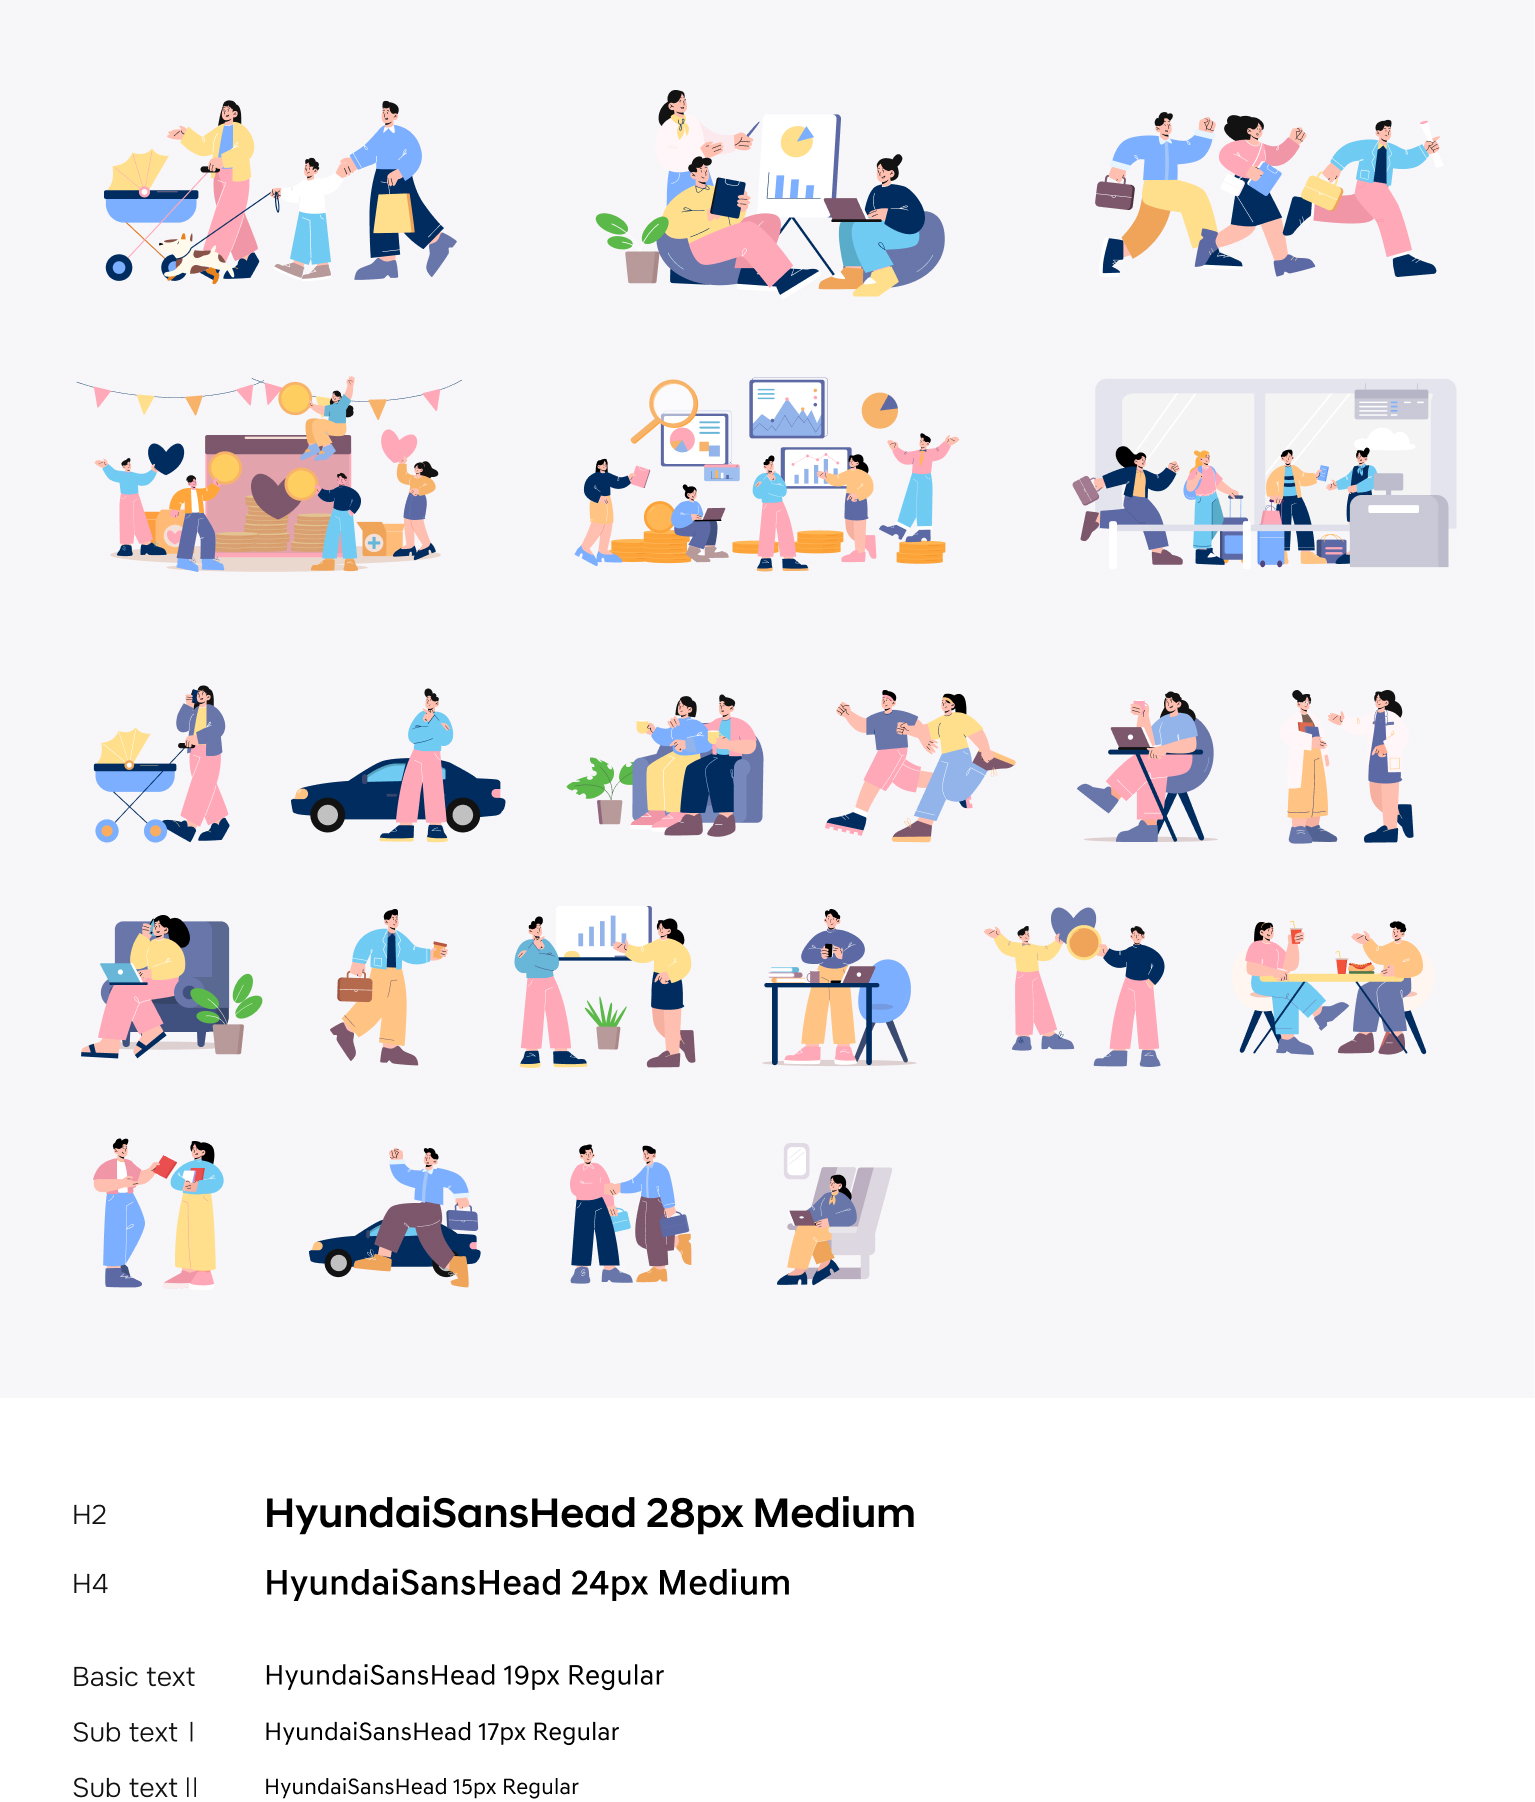 H2 HyundaiSansHead 28px Medium
H4 HyundaiSansHead 24px Medium
Basic text HyundaiSansHead 19px Regular
Sub text Ⅰ HyundaiSansHead 17px Regular
Sub text Ⅱ HyundaiSansHead 15px Regular